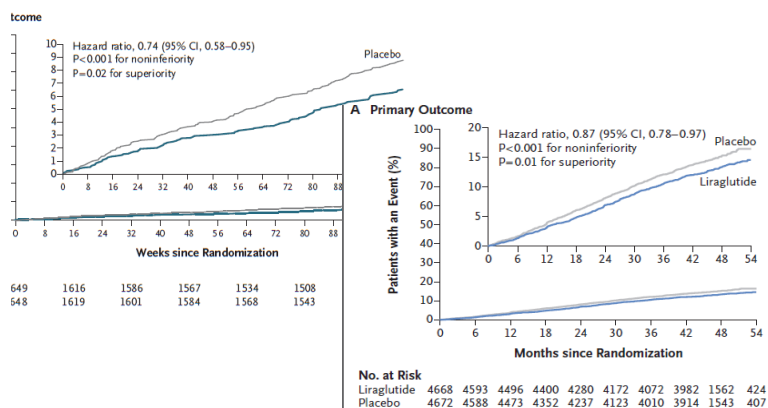 tcome
10
Hazard ratio, 0.74 (95% CI, 0.58–0.95)
9
P<0.001 for noninferiority
8
P=0.02 for superiority
7
6
5
4
3
2
1
0
Placebo
0 8 16 24 32 40 48 56 64 72 80 88
0 8 16 24 32 40 48 56 64 72 80 88
Weeks since Randomization
649 1616 1586 1567 1534 1508
648 1619 1601 1584 1568 1543
A Primary Outcome
Patients with an Event (%)
100
90
80
70
60
50
40
30
20
10
0
20
15
10
5
0
Hazard ratio, 0.87 (95% CI, 0.78–0.97)
P<0.001 for noninferiority
P=0.01 for superiority
Placebo
Liraglutide
0 6 12 18 24 30 36 42 48 54
0 6 12 18 24 30 36 42 48 54
Months since Randomization
No. at Risk
Liraglutide 4668 4593 4496 4400 4280 4172 4072 3982 1562 424
Placebo 4672 4588 4473 4352 4237 4123 4010 3914 1543 407